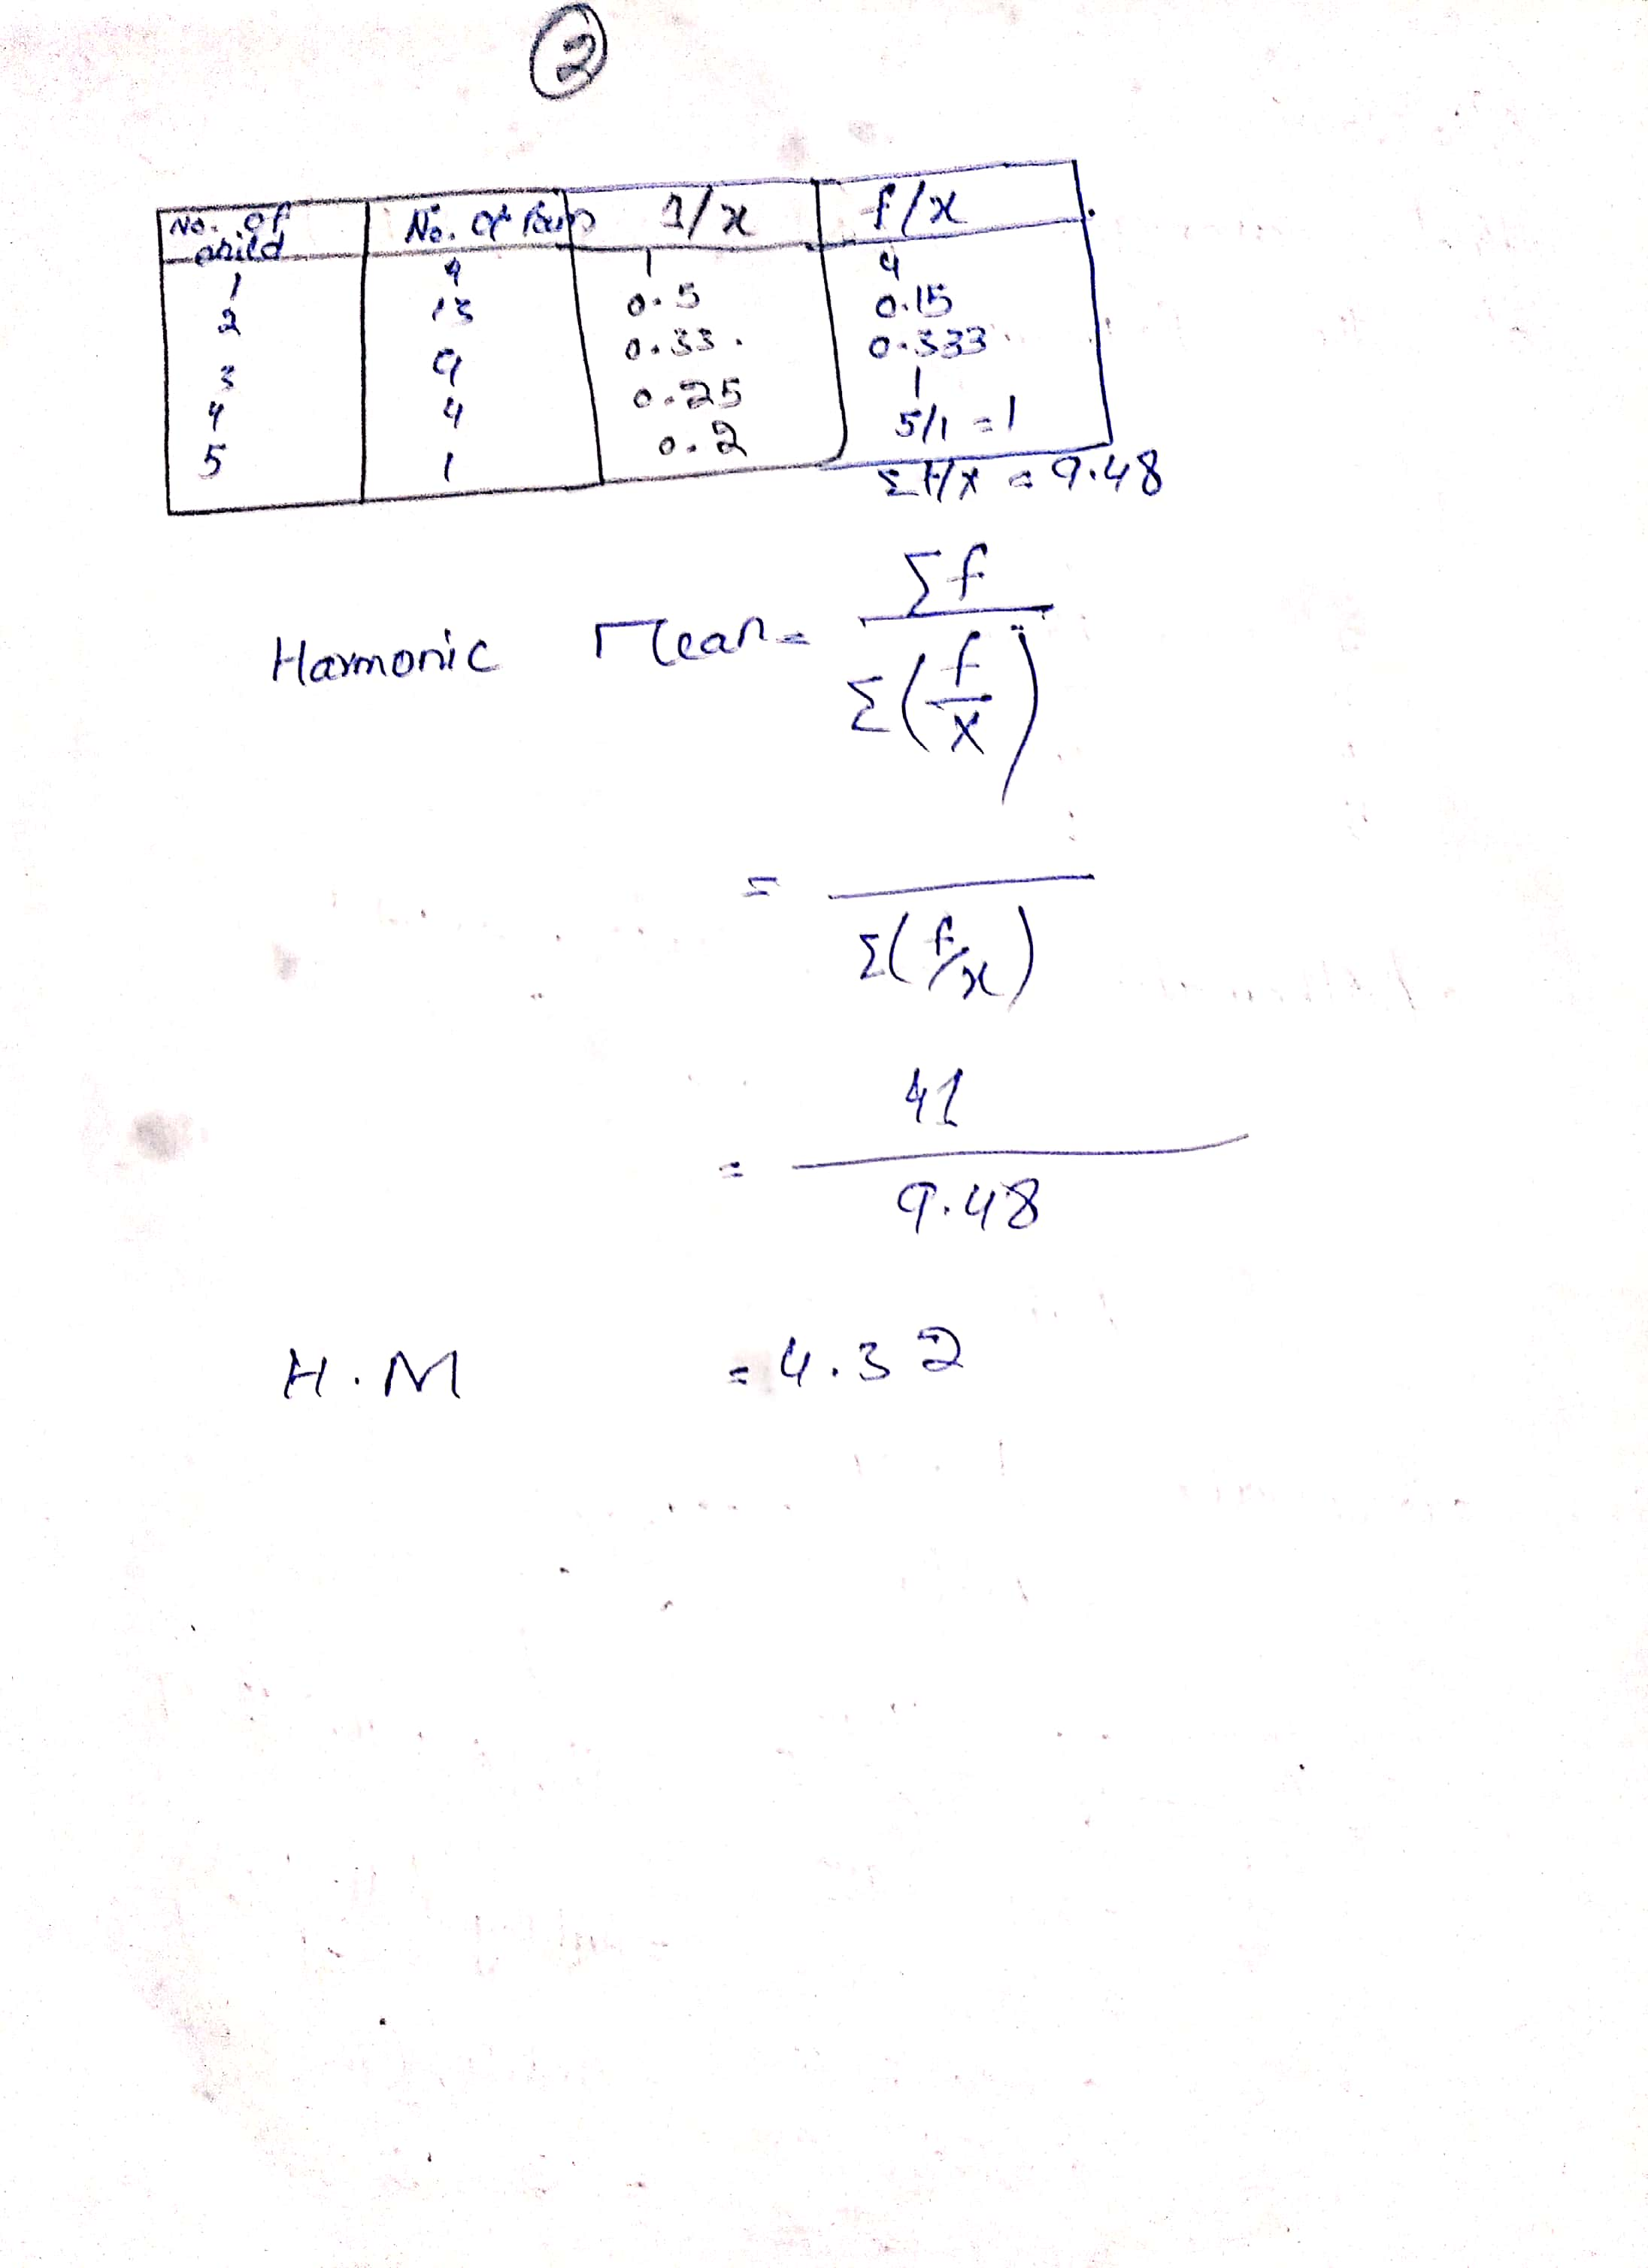 2
No. of child No. of Fam 1/x f/x
1 4 1 4
2 13 0.5 0.15
3 9 0.33. 0.333
4 4 0.25 1
5 1 0.2 5/1 = 1
Σ f/x = 9.48
Harmonic Mean = Σf / Σ(f/x)
= / Σ(f/x)
= 41 / 9.48
H.M = 4.32